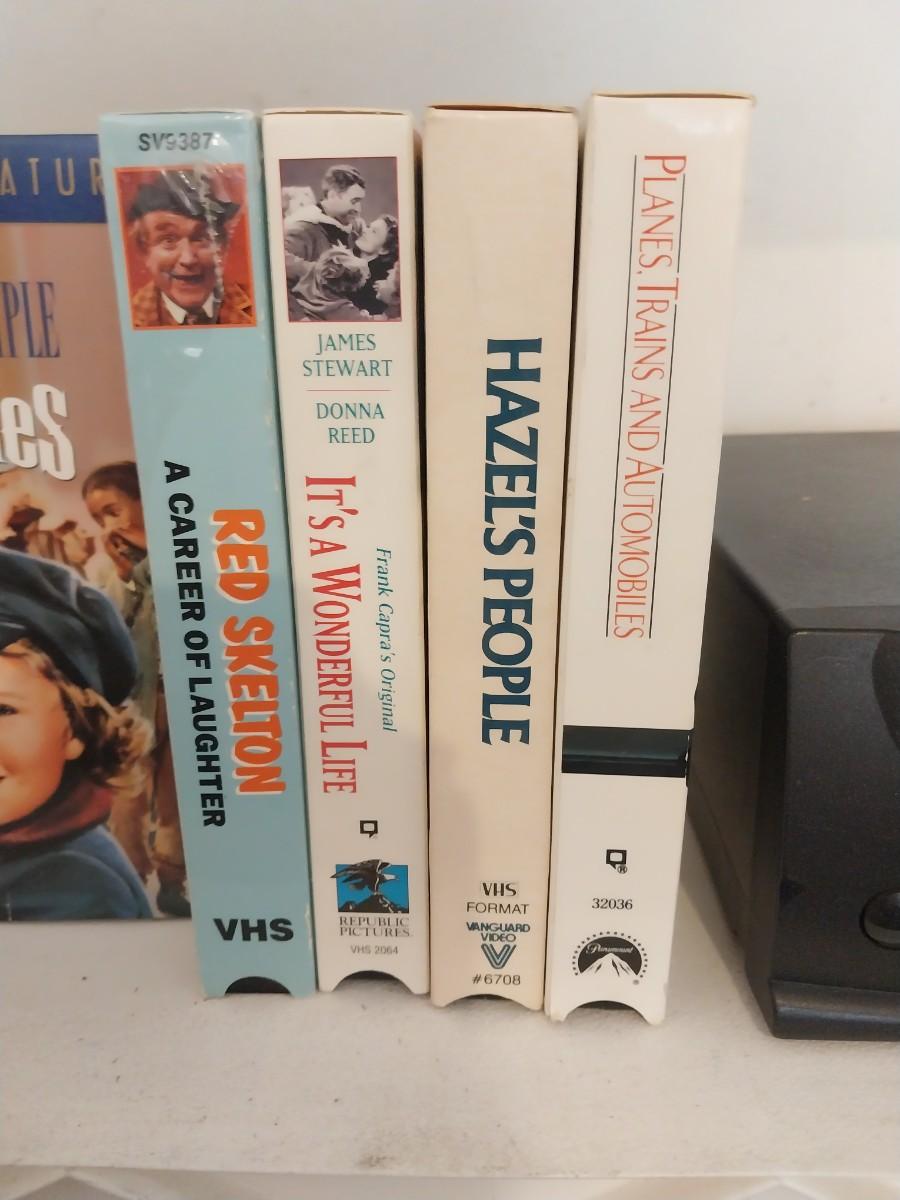 ATUR
PLE
es
SV9387
RED SKELTON
A CAREER OF LAUGHTER
VHS
JAMES
STEWART
DONNA
REED
Frank Capra's Original
IT'S A WONDERFUL LIFE
REPUBLIC
PICTURES
VHS 2064
HAZEL'S PEOPLE
VHS
FORMAT
VANGUARD
VIDEO
V
#6708
PLANES, TRAINS AND AUTOMOBILES
®
32036
Paramount
®